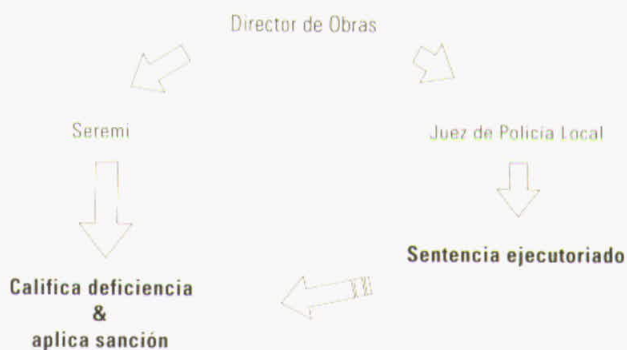 Director de Obras
Seremi
Juez de Policía Local
Sentencia ejecutoriado
Califica deficiencia
&
aplica sanción